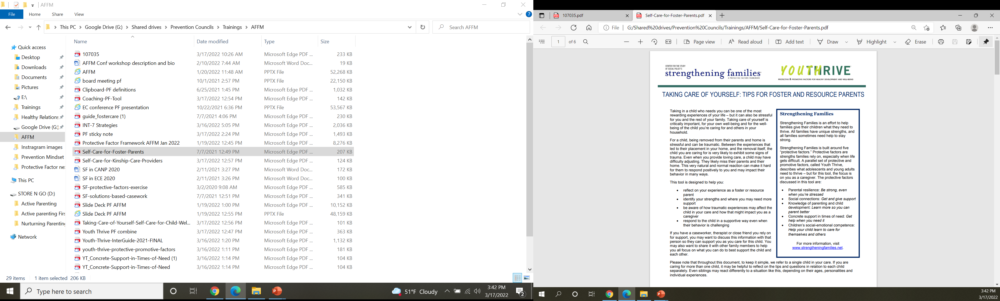 AFFM
File Home Share View
This PC > Google Drive (G:) > Shared drives > Prevention Councils > Trainings > AFFM
Search AFFM
Quick access
Desktop
Downloads
Documents
Pictures
E:\
Trainings
Healthy Relations
Google Drive (G:)
AFFM
Instragram images
Prevention Mindset
Protective Factor ne
This PC
STORE N GO (D:)
Active Parenting
Active parenting Firs
Nurturning Parenting
Network
Name Date modified Type Size
107035 3/17/2022 10:26 AM Microsoft Edge PDF ... 233 KB
AFFM Conf workshop description and bio 2/10/2022 7:44 AM Microsoft Word Doc... 19 KB
AFFM 1/20/2022 11:48 AM PPTX File 52,268 KB
board meeting pf 10/1/2021 2:57 PM PPTX File 22,150 KB
Clipboard-PF definitions 6/25/2021 1:45 PM Microsoft Edge PDF ... 1,032 KB
Coaching-PF-Tool 3/17/2022 12:54 PM Microsoft Edge PDF ... 142 KB
EC conference PF presentation 10/22/2021 6:36 PM PPTX File 53,567 KB
guide_fostercare (1) 7/7/2021 4:06 PM Microsoft Edge PDF ... 230 KB
INT-7 Strategies 3/16/2022 5:05 PM Microsoft Edge PDF ... 2,036 KB
PF sticky note 3/17/2022 2:24 PM Microsoft Edge PDF ... 1,493 KB
Protective Factor Framework AFFM Jan 2022 1/19/2022 12:45 PM Microsoft Edge PDF ... 8,276 KB
Self-Care-for-Foster-Parents 7/7/2021 12:49 PM Microsoft Edge PDF ... 207 KB
Self-Care-for-Kinship-Care-Providers 3/17/2022 12:57 PM Microsoft Edge PDF ... 124 KB
SF in CANP 2020 2/11/2021 3:27 PM Microsoft Word Doc... 172 KB
SF in ECE 2020 2/11/2021 3:26 PM Microsoft Word Doc... 100 KB
SF-protective-factors-exercise 3/2/2020 9:08 AM Microsoft Edge PDF ... 585 KB
SF-solutions-based-casework 7/7/2021 12:51 PM Microsoft Edge PDF ... 341 KB
Slide Deck PF AFFM 1/19/2022 1:00 PM Microsoft Edge PDF ... 10,152 KB
Slide Deck PF AFFM 1/19/2022 12:55 PM PPTX File 48,159 KB
Taking-Care-of-Yourself-Self-Care-for-Child-Wel... 3/17/2022 12:56 PM Microsoft Edge PDF ... 101 KB
Youth Thrive PF combine 3/17/2022 12:47 PM Microsoft Edge PDF ... 363 KB
Youth-Thrive-InterGuide-2021-FINAL 3/16/2022 1:20 PM Microsoft Edge PDF ... 1,132 KB
youth-thrive-protective-promotive-factors 3/16/2022 1:11 PM Microsoft Edge PDF ... 181 KB
YT_Concrete-Support-in-Times-of-Need (1) 3/16/2022 1:14 PM Microsoft Edge PDF ... 104 KB
YT_Concrete-Support-in-Times-of-Need 3/16/2022 1:14 PM Microsoft Edge PDF ... 104 KB
29 items 1 item selected 206 KB
Type here to search
51°F Cloudy
3:42 PM
3/17/2022
2
107035.pdf
Self-Care-for-Foster-Parents.pdf
File | G:/Shared%20drives/Prevention%20Councils/Trainings/AFFM/Self-Care-for-Foster-Parents.pdf
1 of 6 Page view Read aloud Add text Draw Highlight Erase
CENTER FOR THE STUDY
OF SOCIAL POLICY'S
strengthening families
A PROTECTIVE FACTORS FRAMEWORK
YOUTHRIVE
PROTECTIVE & PROMOTIVE FACTORS FOR HEALTHY DEVELOPMENT AND WELL-BEING
TAKING CARE OF YOURSELF: TIPS FOR FOSTER AND RESOURCE PARENTS
Taking in a child who needs you can be one of the most
rewarding experiences of your life – but it can also be stressful
for you and the rest of your family. Taking care of yourself is
critically important, for your own well-being and for the well-
being of the child you're caring for and others in your
household.
For a child, being removed from their parents and home is
stressful and can be traumatic. Between the experiences that
led to their placement in your home, and the removal itself, the
child you are caring for is very likely to exhibit some signs of
trauma. Even when you provide loving care, a child may have
difficulty adjusting. They likely miss their parents and their
home. This very natural and normal reaction can make it hard
for them to respond positively to you and may impact their
behavior in many ways.
This tool is designed to help you:
• reflect on your experience as a foster or resource
parent
• identify your strengths and where you may need more
support
• be aware of how traumatic experiences may affect the
child in your care and how that might impact you as a
caregiver
• respond to the child in a supportive way even when
their behavior is challenging
If you have a caseworker, therapist or close friend you rely on
for support, you may want to discuss this information with that
person so they can support you as you care for this child. You
may also want to share it with other family members to help
you all focus on what you can do to best support the child and
each other.
Strengthening Families
Strengthening Families is an effort to help
families give their children what they need to
thrive. All families have unique strengths, and
all families sometimes need help to stay
strong.
Strengthening Families is built around five
“protective factors.” Protective factors are
strengths families rely on, especially when life
gets difficult. A parallel set of protective and
promotive factors, called Youth Thrive,
describes what adolescents and young adults
need to thrive – but for this tool, the focus is
on you as a caregiver. The protective factors
discussed in this tool are:
• Parental resilience: Be strong, even
when you're stressed
• Social connections: Get and give support
• Knowledge of parenting and child
development: Learn more so you can
parent better
• Concrete support in times of need: Get
help when you need it
• Children's social-emotional competence:
Help your child learn to care for
themselves and others
For more information, visit
www.strengtheningfamilies.net.
Please note that throughout this document, to keep it simple, we refer to a single child in your care. If you are
caring for more than one child, it may be helpful to reflect on the tips and questions in relation to each child
separately. Even siblings may react differently to a situation like this, depending on their ages, personalities and
individual experiences.
3:42 PM
3/17/2022